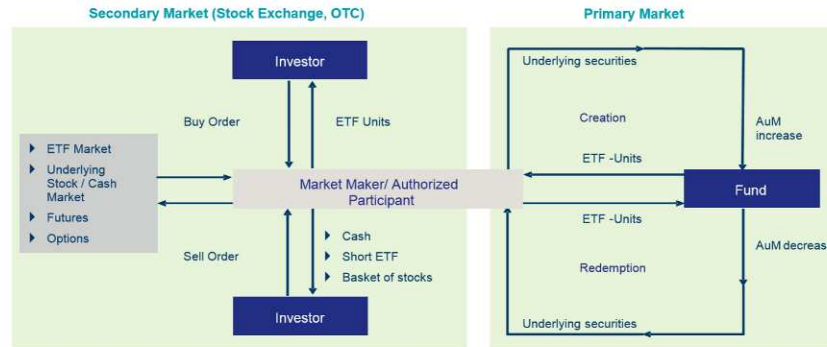 Secondary Market (Stock Exchange, OTC)
Primary Market
Investor
Underlying securities
Buy Order
ETF Units
Creation
AuM
increase
ETF Market
Underlying
Stock / Cash
Market
Futures
Options
ETF -Units
Market Maker/ Authorized
Participant
Fund
ETF -Units
Sell Order
Cash
Short ETF
Basket of stocks
Redemption
AuM decreas
Investor
Underlying securities